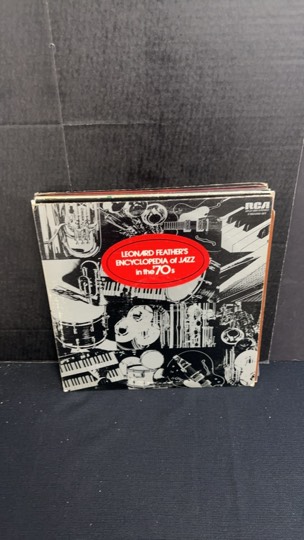 RCA
LEONARD FEATHER'S
ENCYCLOPEDIA of JAZZ
in the '70s